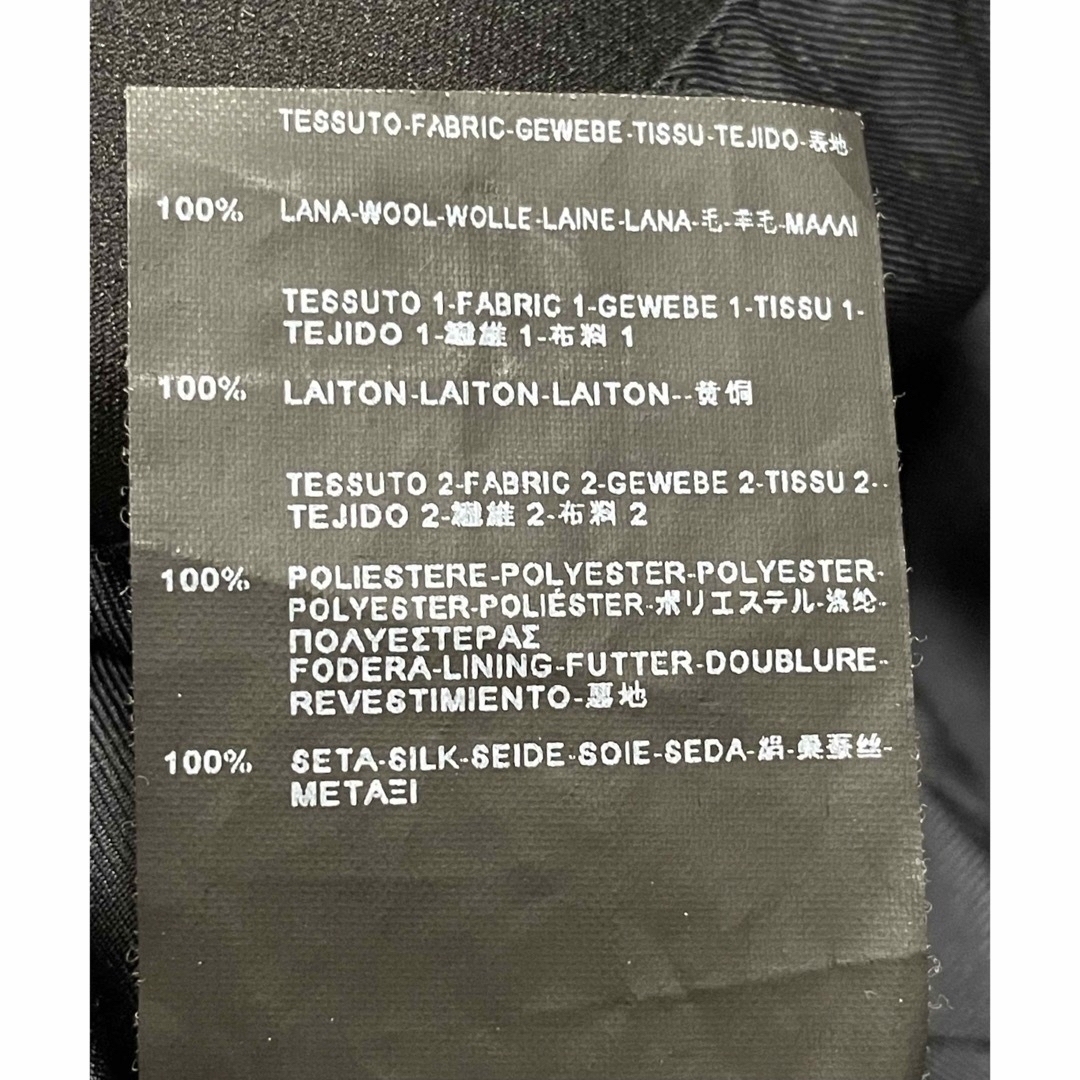 TESSUTO-FABRIC-GEWEBE-TISSU-TEJIDO-表地
100% LANA-WOOL-WOLLE-LAINE-LANA-毛-羊毛-ΜΑΛΛΙ
TESSUTO 1-FABRIC 1-GEWEBE 1-TISSU 1-
TEJIDO 1-繊維 1-布料 1
100% LAITON-LAITON-LAITON--黄铜
TESSUTO 2-FABRIC 2-GEWEBE 2-TISSU 2-
TEJIDO 2-繊維 2-布料 2
100% POLIESTERE-POLYESTER-POLYESTER-
POLYESTER-POLIÉSTER-ポリエステル-涤纶-
ΠΟΛΥΕΣΤΕΡΑΣ
FODERA-LINING-FUTTER-DOUBLURE-
REVESTIMIENTO-裏地
100% SETA-SILK-SEIDE-SOIE-SEDA-絹-桑蚕丝-
ΜΕΤΑΞΙ